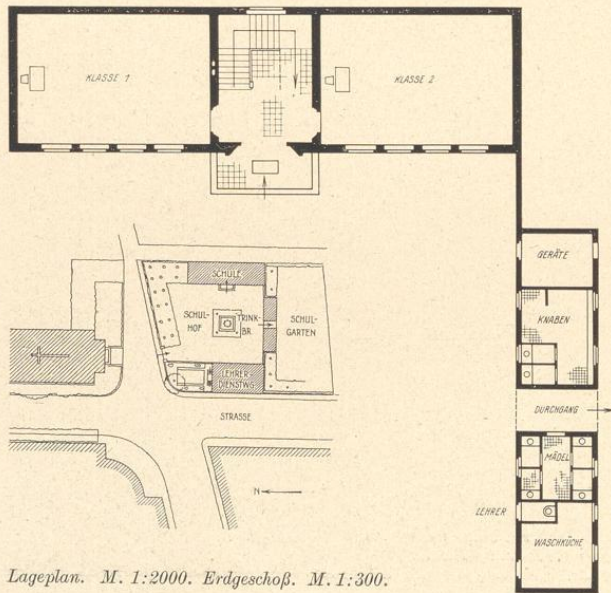 KLASSE 1
KLASSE 2
GERÄTE
KNABEN
DURCHGANG
MÄDEL
LEHRER
WASCHKÜCHE
SCHULE
SCHUL-
HOF
TRINK-
BR.
SCHUL-
GARTEN
LEHRER-
DIENSTWG.
STRASSE
N
Lageplan. M. 1:2000. Erdgeschoß. M. 1:300.